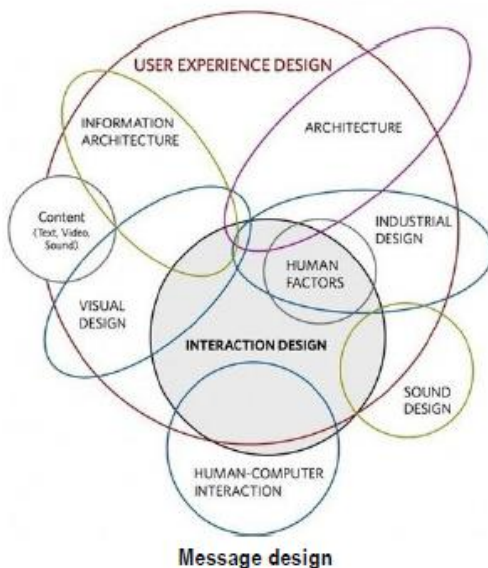 USER EXPERIENCE DESIGN
INFORMATION
ARCHITECTURE
ARCHITECTURE
Content
(Text, Video,
Sound)
INDUSTRIAL
DESIGN
HUMAN
FACTORS
VISUAL
DESIGN
INTERACTION DESIGN
SOUND
DESIGN
HUMAN-COMPUTER
INTERACTION
Message design